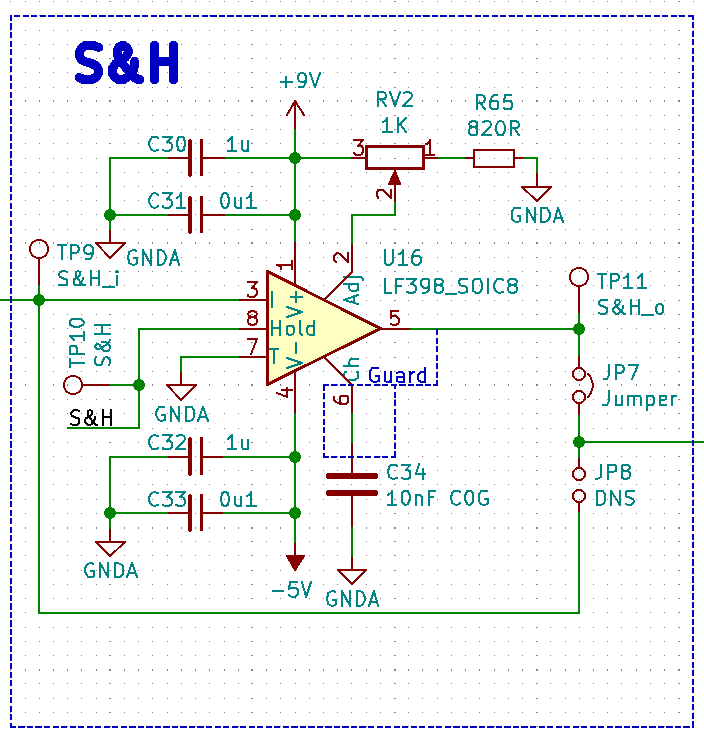 S&H
+9V
RV2
1K
R65
820R
3
1
2
C30
1u
C31
0u1
GNDA
GNDA
TP9
S&H_i
1
2
U16
LF398_SOIC8
TP11
S&H_o
V+
Adj
3
I
8
Hold
7
T
5
V-
Ch
4
6
TP10
S&H
S&H
GNDA
Guard
JP7
Jumper
C32
1u
C33
0u1
C34
10nF C0G
JP8
DNS
GNDA
-5V
GNDA